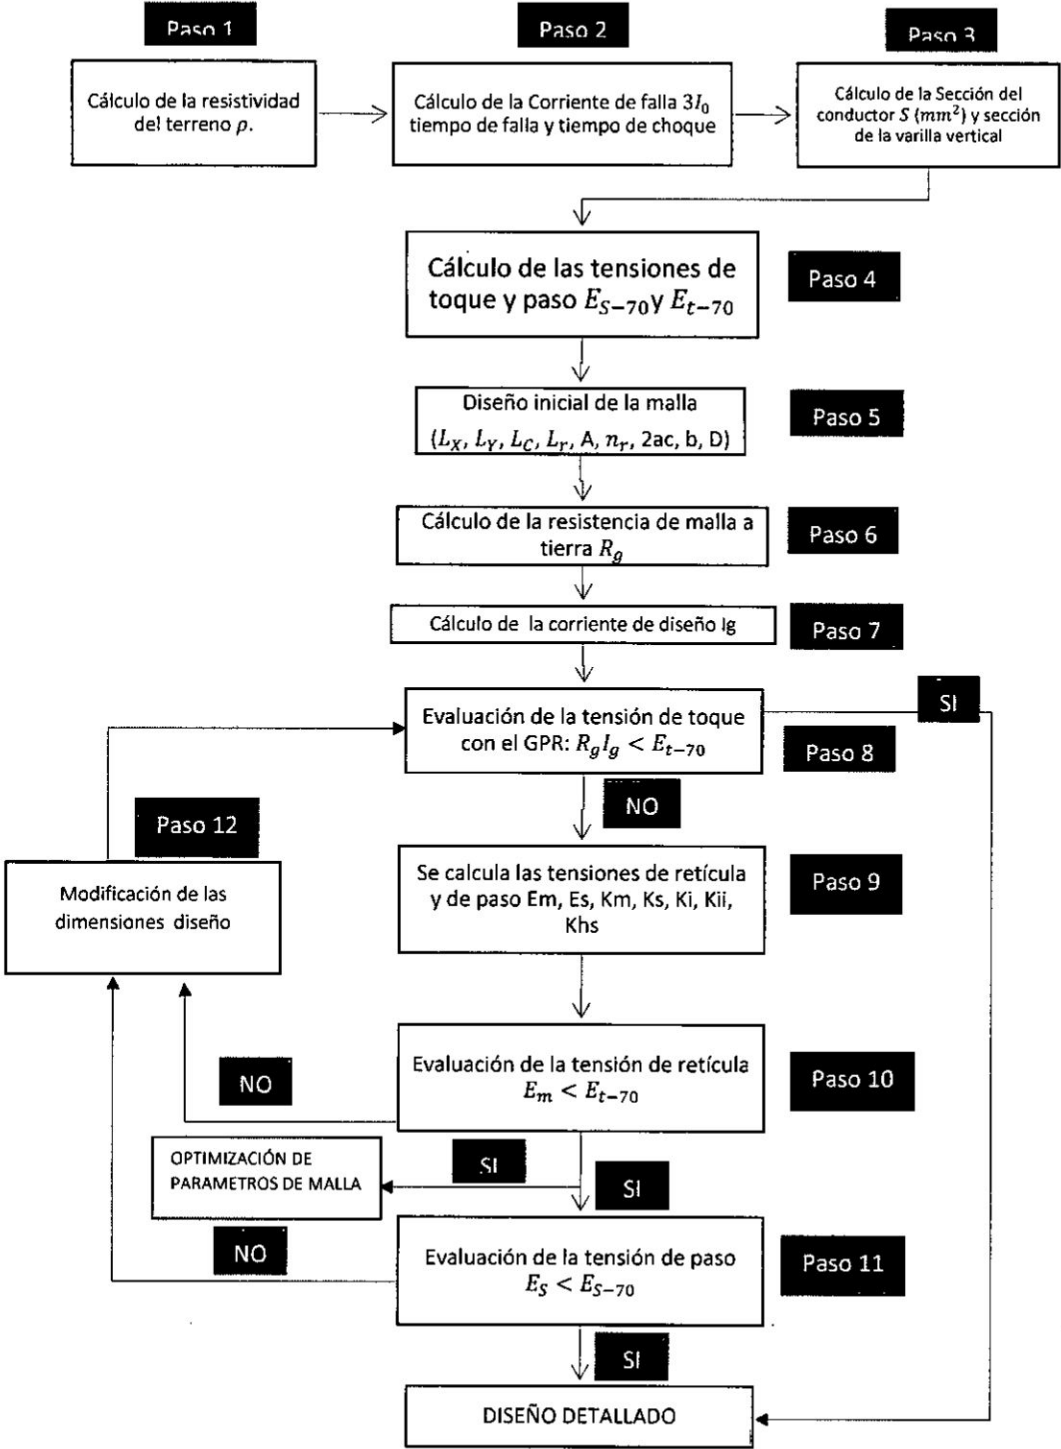 Paso 1
Paso 2
Paso 3
Cálculo de la resistividad
del terreno ρ.
Cálculo de la Corriente de falla 3I₀
tiempo de falla y tiempo de choque
Cálculo de la Sección del
conductor S (mm²) y sección
de la varilla vertical
Cálculo de las tensiones de
toque y paso E_{S−70}y E_{t−70}
Paso 4
Diseño inicial de la malla
(L_X, L_Y, L_C, L_r, A, n_r, 2ac, b, D)
Paso 5
Cálculo de la resistencia de malla a
tierra R_g
Paso 6
Cálculo de la corriente de diseño Ig
Paso 7
SI
Evaluación de la tensión de toque
con el GPR: R_gI_g < E_{t−70}
Paso 8
NO
Paso 12
Modificación de las
dimensiones diseño
Se calcula las tensiones de retícula
y de paso Em, Es, Km, Ks, Ki, Kii,
Khs
Paso 9
Evaluación de la tensión de retícula
E_m < E_{t−70}
Paso 10
NO
SI
SI
OPTIMIZACIÓN DE
PARAMETROS DE MALLA
NO
Evaluación de la tensión de paso
E_S < E_{S−70}
Paso 11
SI
DISEÑO DETALLADO